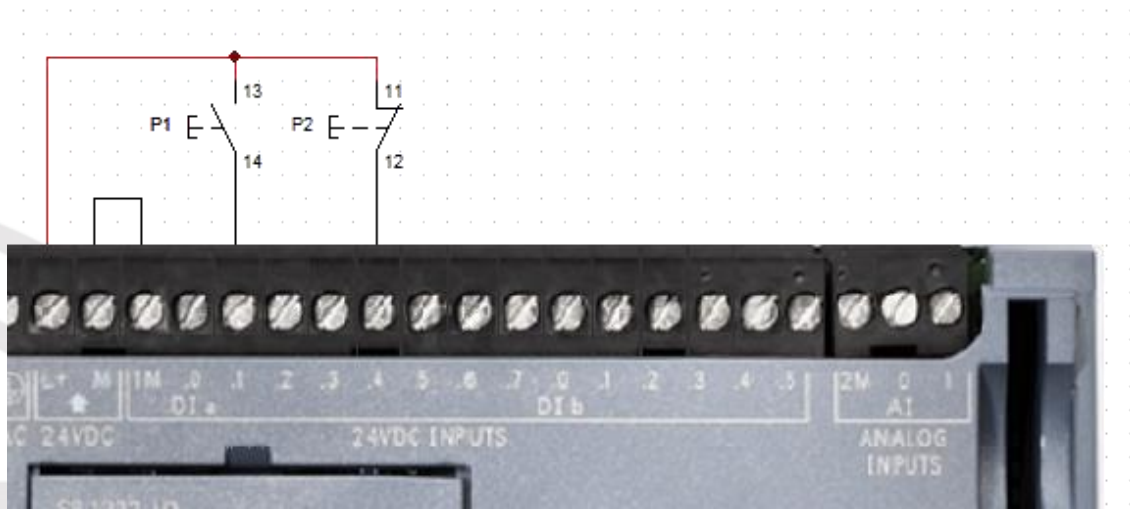 13
11
P1
P2
14
12
L+ M 1M .0 .1 .2 .3 .4 .5 .6 .7 .0 .1 .2 .3 .4 .5 2M 0 1
DI a
DI b
AI
24VDC
24VDC INPUTS
ANALOG
INPUTS